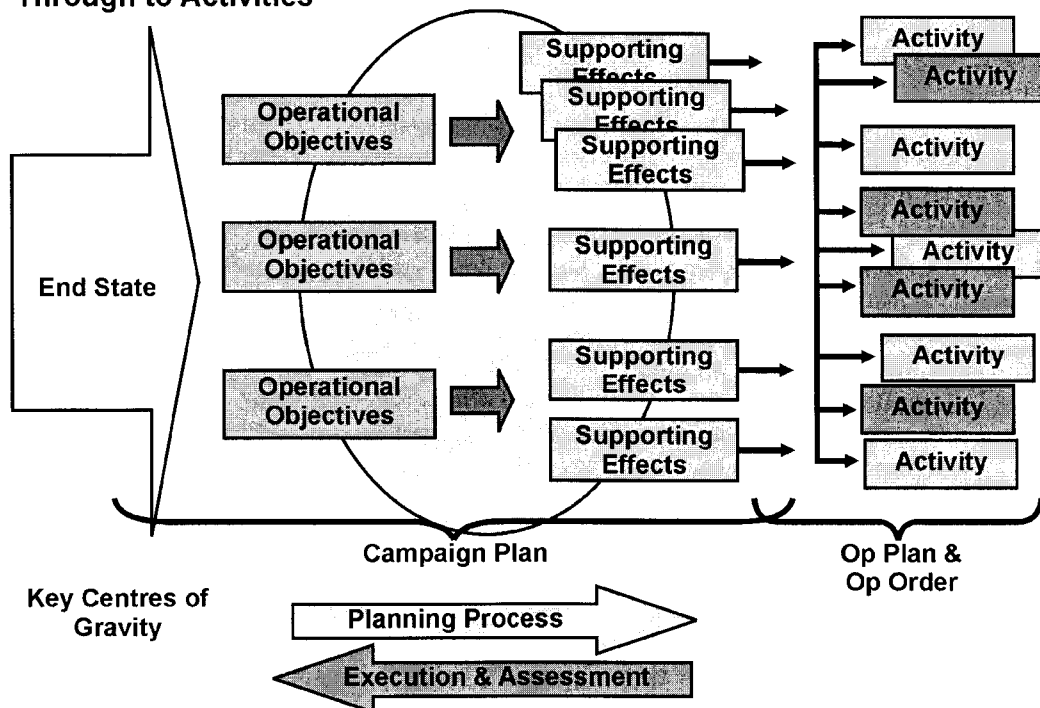 Through to Activities
Supporting
Effects
Supporting
Effects
Supporting
Effects
Operational
Objectives
Operational
Objectives
Supporting
Effects
Operational
Objectives
Supporting
Effects
Supporting
Effects
End State
Activity
Activity
Activity
Activity
Activity
Activity
Activity
Activity
Activity
Campaign Plan
Op Plan &
Op Order
Key Centres of
Gravity
Planning Process
Execution & Assessment